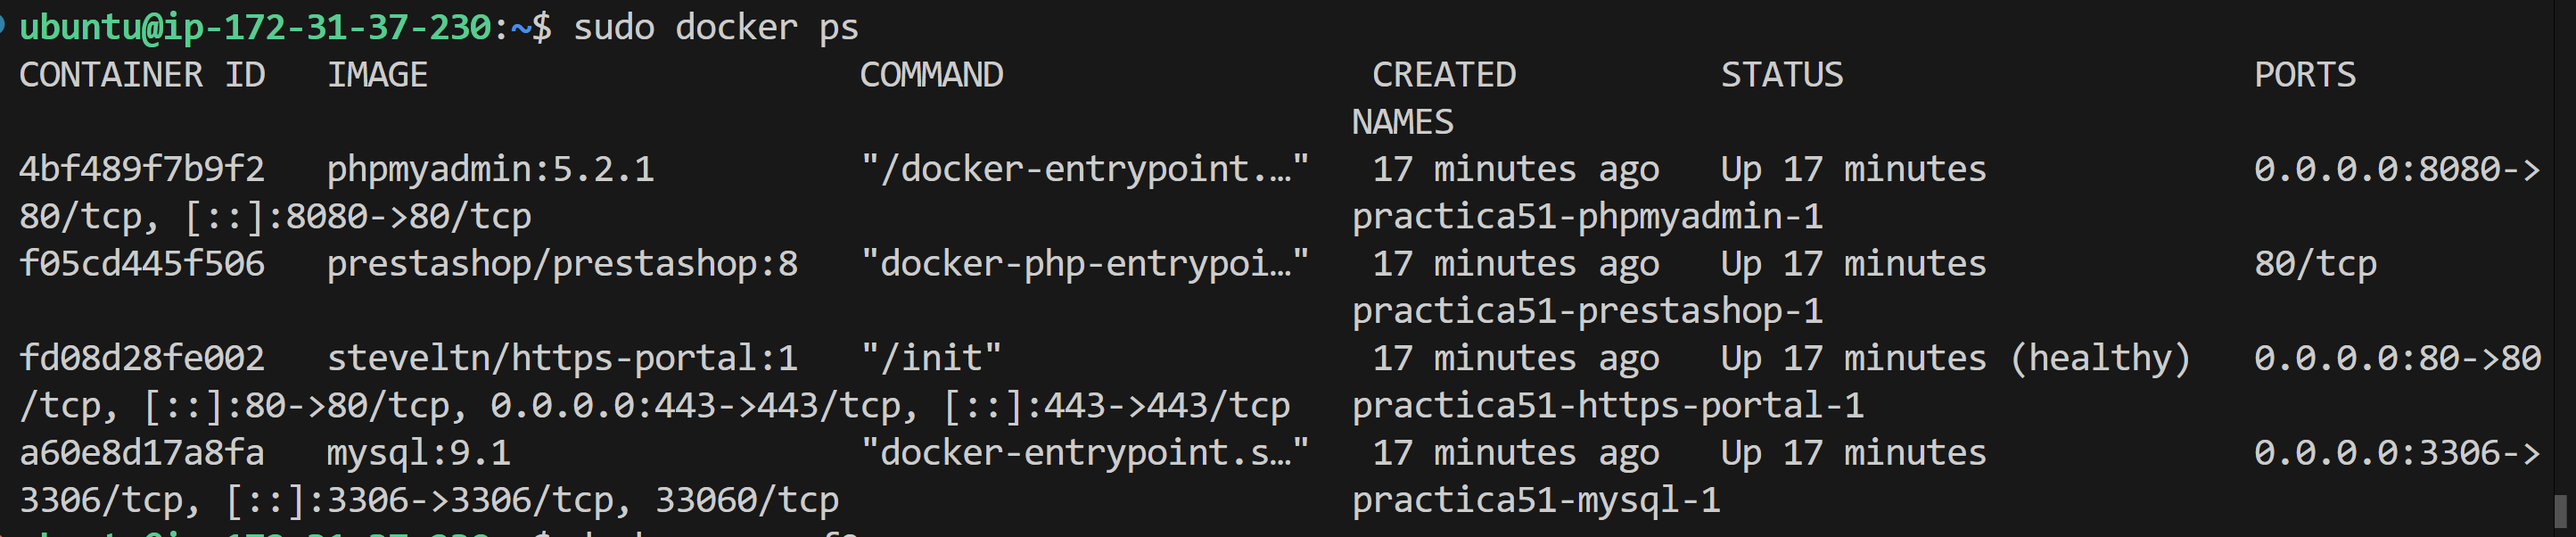 ubuntu@ip-172-31-37-230:~$ sudo docker ps
CONTAINER ID   IMAGE                     COMMAND                  CREATED          STATUS                    PORTS
NAMES
4bf489f7b9f2   phpmyadmin:5.2.1          "/docker-entrypoint.…"   17 minutes ago   Up 17 minutes             0.0.0.0:8080->
80/tcp, [::]:8080->80/tcp                                        practica51-phpmyadmin-1
f05cd445f506   prestashop/prestashop:8   "docker-php-entrypoi…"   17 minutes ago   Up 17 minutes             80/tcp
practica51-prestashop-1
fd08d28fe002   steveltn/https-portal:1   "/init"                  17 minutes ago   Up 17 minutes (healthy)   0.0.0.0:80->80
/tcp, [::]:80->80/tcp, 0.0.0.0:443->443/tcp, [::]:443->443/tcp   practica51-https-portal-1
a60e8d17a8fa   mysql:9.1                 "docker-entrypoint.s…"   17 minutes ago   Up 17 minutes             0.0.0.0:3306->
3306/tcp, [::]:3306->3306/tcp, 33060/tcp                         practica51-mysql-1